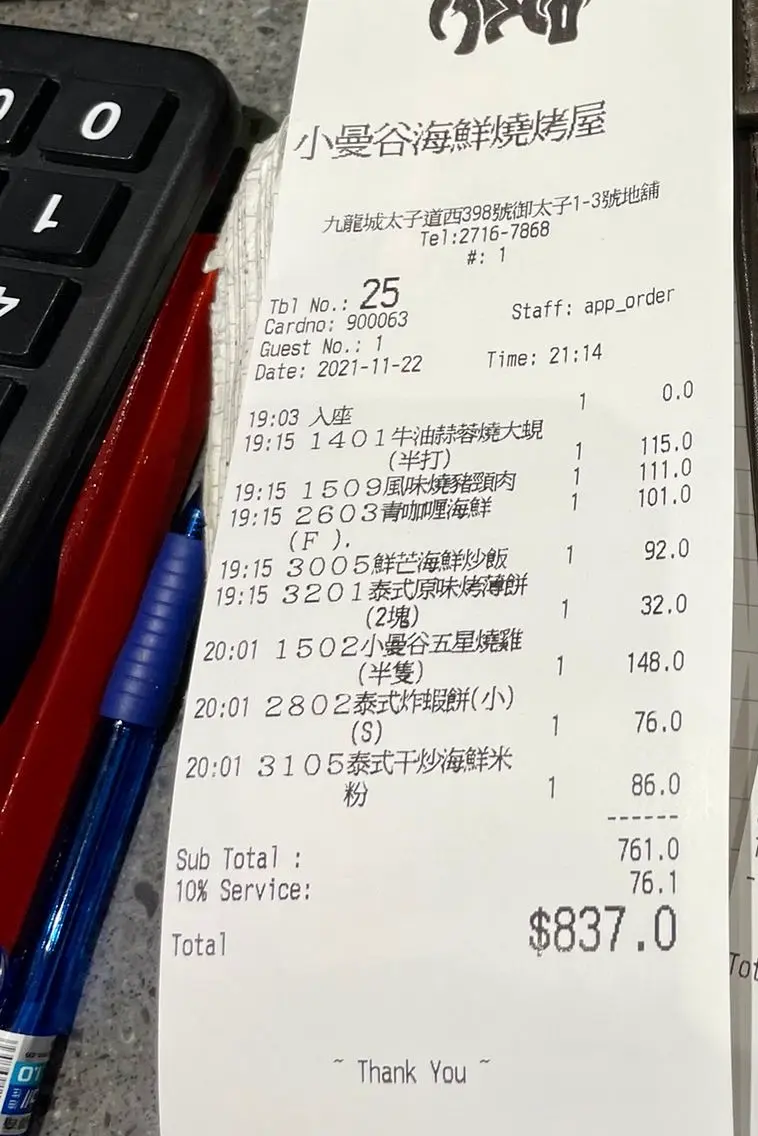 小曼谷海鮮燒烤屋
九龍城太子道西398號御太子1-3號地舖
Tel:2716-7868
#: 1
Tbl No.: 25
Cardno: 900063 Staff: app_order
Guest No.: 1
Date: 2021-11-22 Time: 21:14
19:03 入座 1 0.0
19:15 1401牛油蒜蓉燒大蜆
(半打) 1 115.0
19:15 1509風味燒豬頸肉 1 111.0
19:15 2603青咖喱海鮮 1 101.0
(F ).
19:15 3005鮮芒海鮮炒飯 1 92.0
19:15 3201泰式原味烤薄餅
(2塊) 1 32.0
20:01 1502小曼谷五星燒雞
(半隻) 1 148.0
20:01 2802泰式炸蝦餅(小)
(S) 1 76.0
20:01 3105泰式干炒海鮮米
粉 1 86.0
------
Sub Total : 761.0
10% Service: 76.1
Total $837.0
~ Thank You ~
0
1
4
Tot